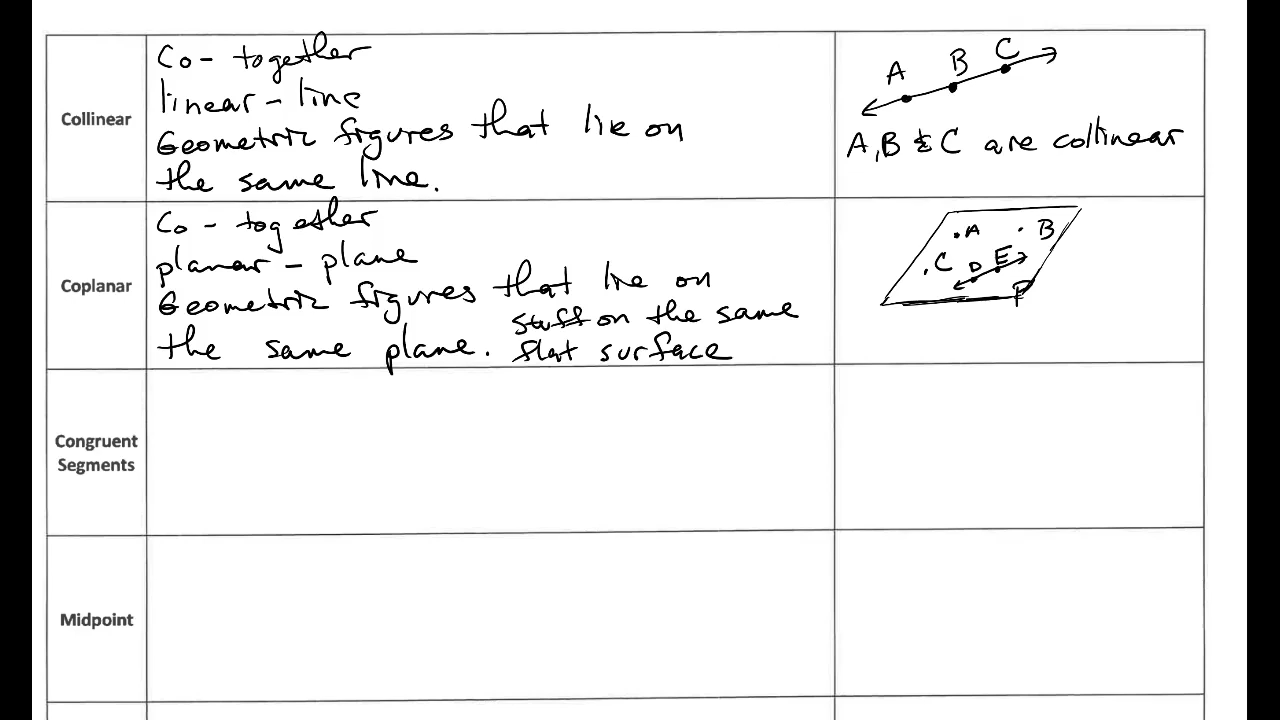 Collinear
Co - together
linear - line
Geometric figures that lie on
the same line.
A B C
A, B & C are collinear
Coplanar
Co - together
planar - plane
Geometric figures that lie on
the same plane.
stuff on the same
flat surface
A B
C D E
P
Congruent
Segments
Midpoint